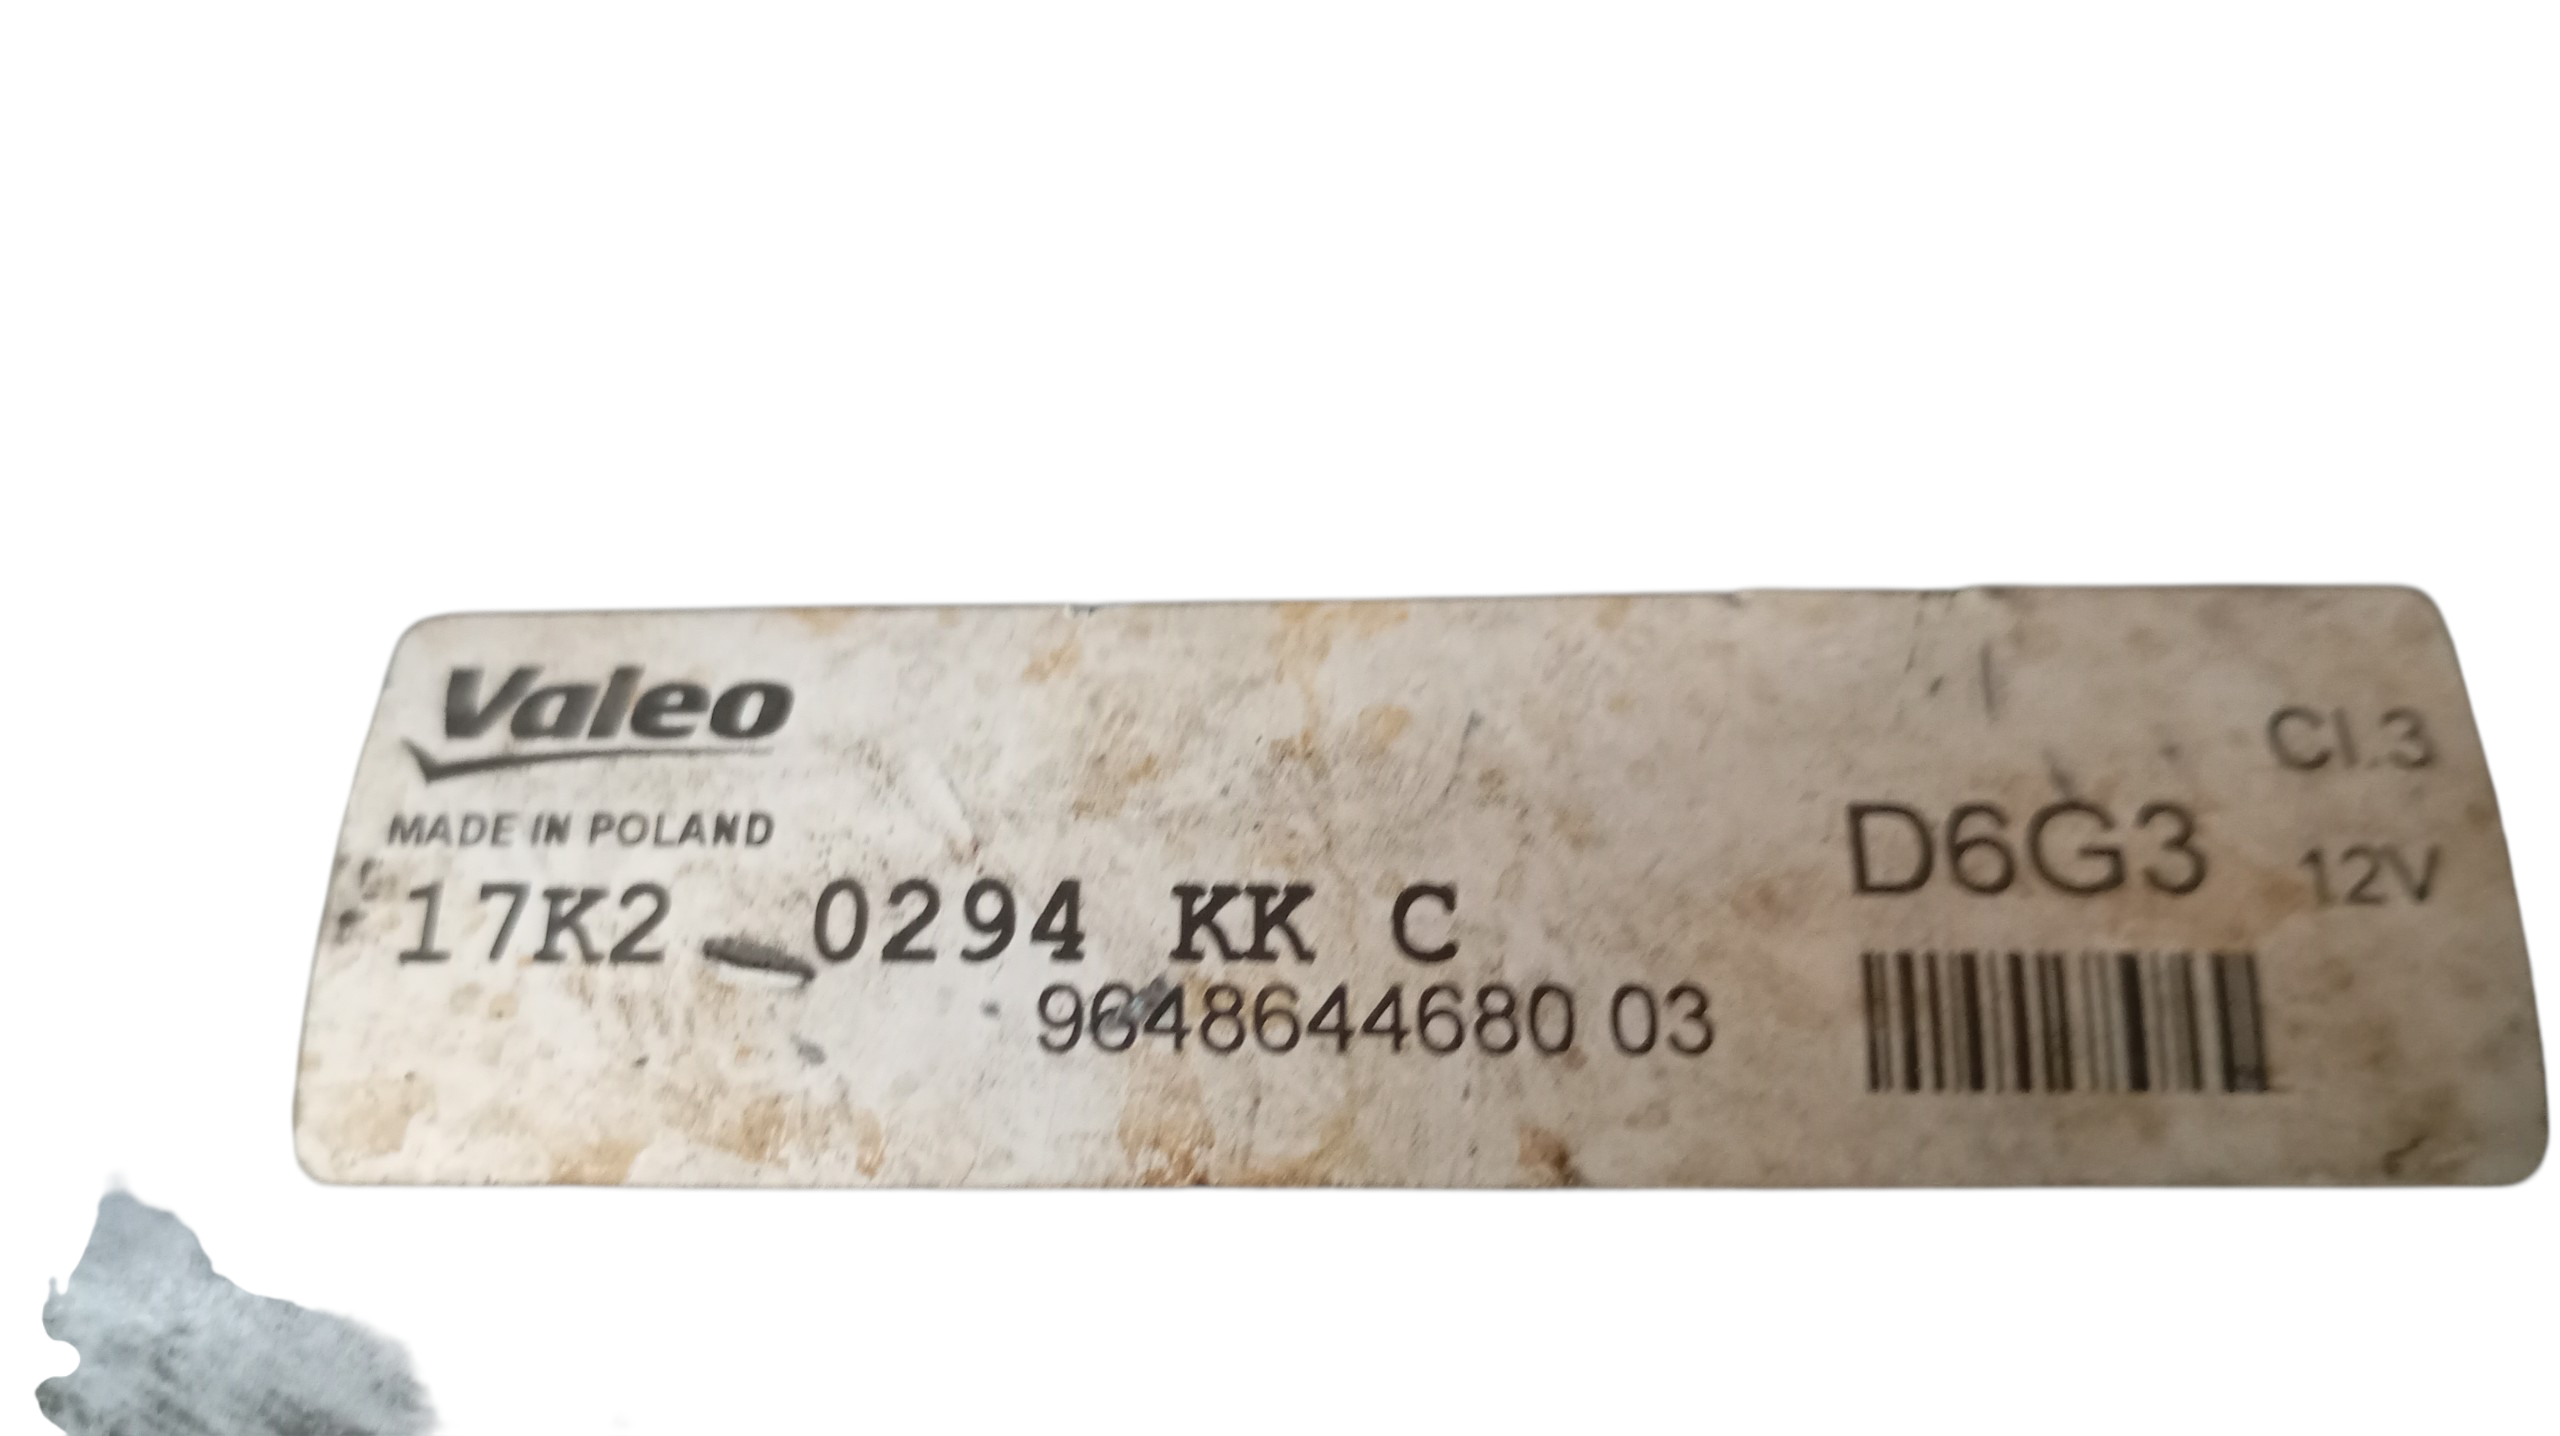 Valeo
Cl.3
MADE IN POLAND
D6G3
12V
17K2 0294 KK C
9648644680 03